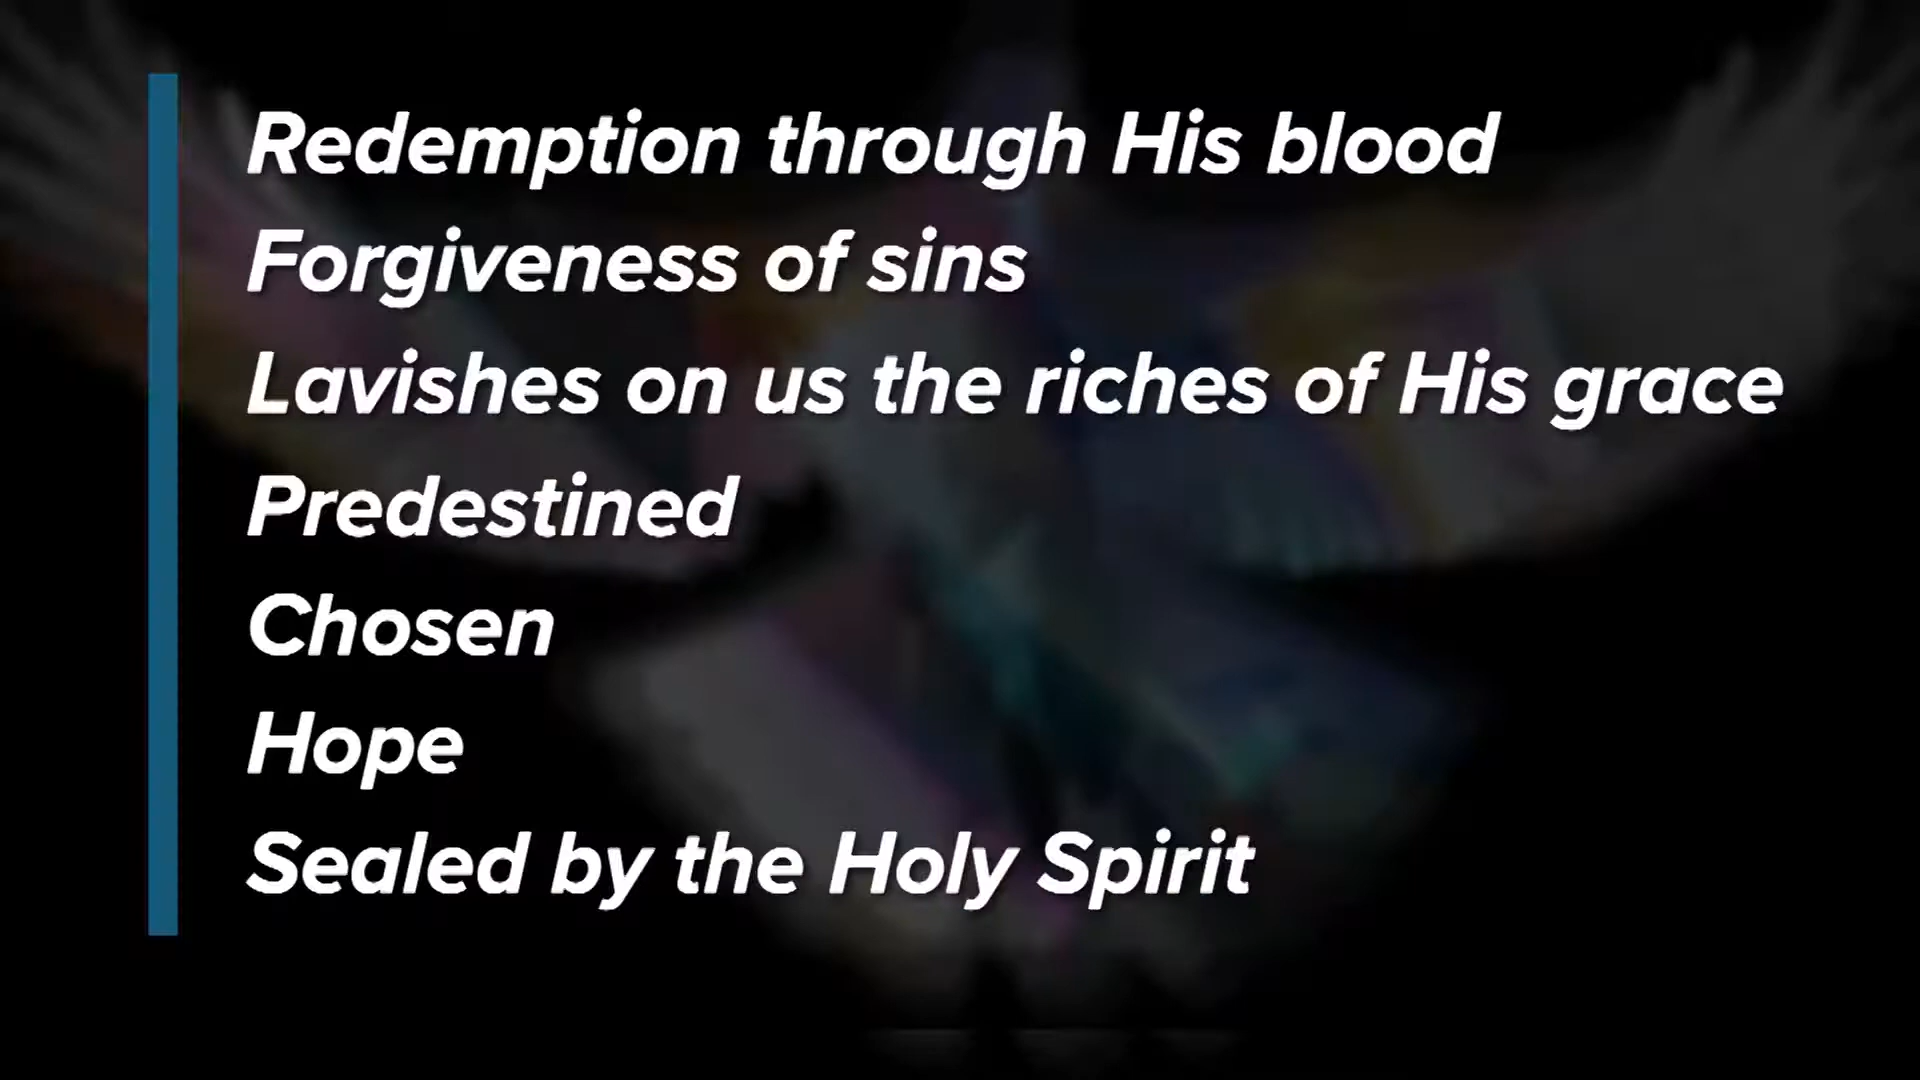 Redemption through His blood
Forgiveness of sins
Lavishes on us the riches of His grace
Predestined
Chosen
Hope
Sealed by the Holy Spirit